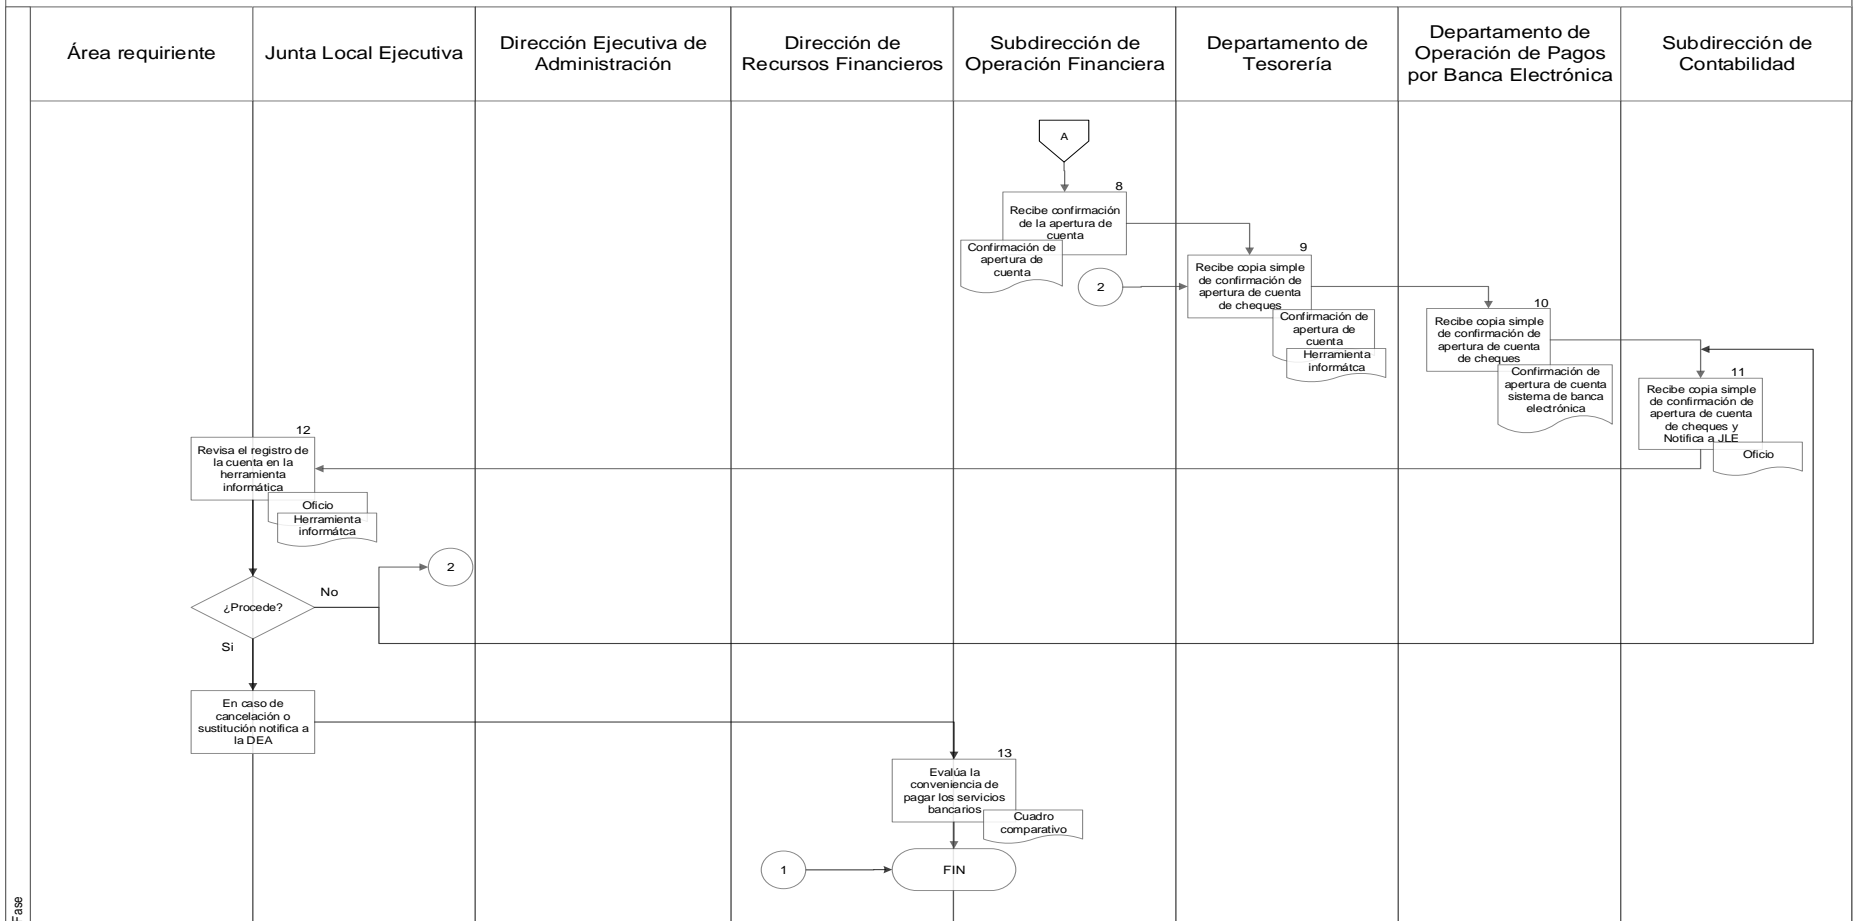 Área requiriente
Junta Local Ejecutiva
Dirección Ejecutiva de
Administración
Dirección de
Recursos Financieros
Subdirección de
Operación Financiera
Departamento de
Tesorería
Departamento de
Operación de Pagos
por Banca Electrónica
Subdirección de
Contabilidad
A
8
Recibe confirmación
de la apertura de
cuenta
Confirmación de
apertura de
cuenta
2
9
Recibe copia simple
de confirmación de
apertura de cuenta
de cheques
Confirmación de
apertura de
cuenta
Herramienta
informátca
10
Recibe copia simple
de confirmación de
apertura de cuenta
de cheques
Confirmación de
apertura de cuenta
sistema de banca
electrónica
11
Recibe copia simple
de confirmación de
apertura de cuenta
de cheques y
Notifica a JLE
Oficio
12
Revisa el registro de
la cuenta en la
herramienta
informática
Oficio
Herramienta
informátca
2
¿Procede?
No
Si
En caso de
cancelación o
sustitución notifica a
la DEA
13
Evalúa la
conveniencia de
pagar los servicios
bancarios
Cuadro
comparativo
1
FIN
Fase